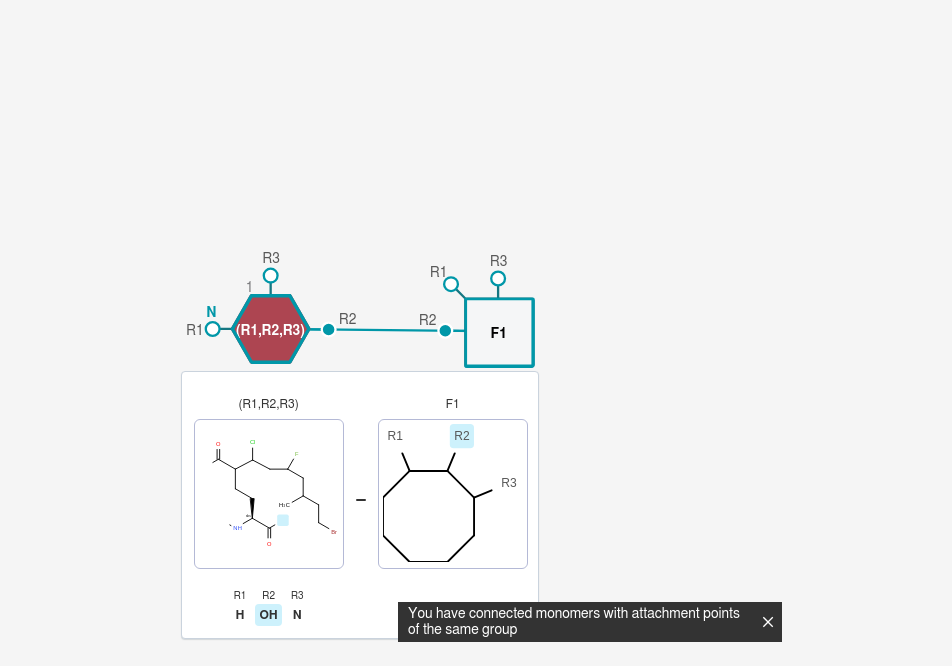 R3
R3
R1
1
N
R2
R2
R1
(R1,R2,R3)
F1
(R1,R2,R3)
F1
O
Cl
F
H₃C
NH
O
Br
R1
R2
R3
R1 R2 R3
H OH N
You have connected monomers with attachment points
of the same group